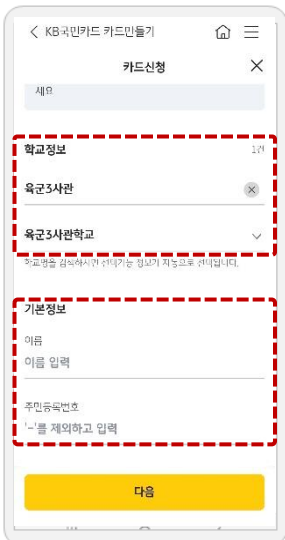 KB국민카드 카드만들기
카드신청
세요
학교정보 1건
육군3사관
육군3사관학교
학교명을 검색하시면 선택가능 정보가 자동으로 선택됩니다.
기본정보
이름
이름 입력
주민등록번호
'-'를 제외하고 입력
다음